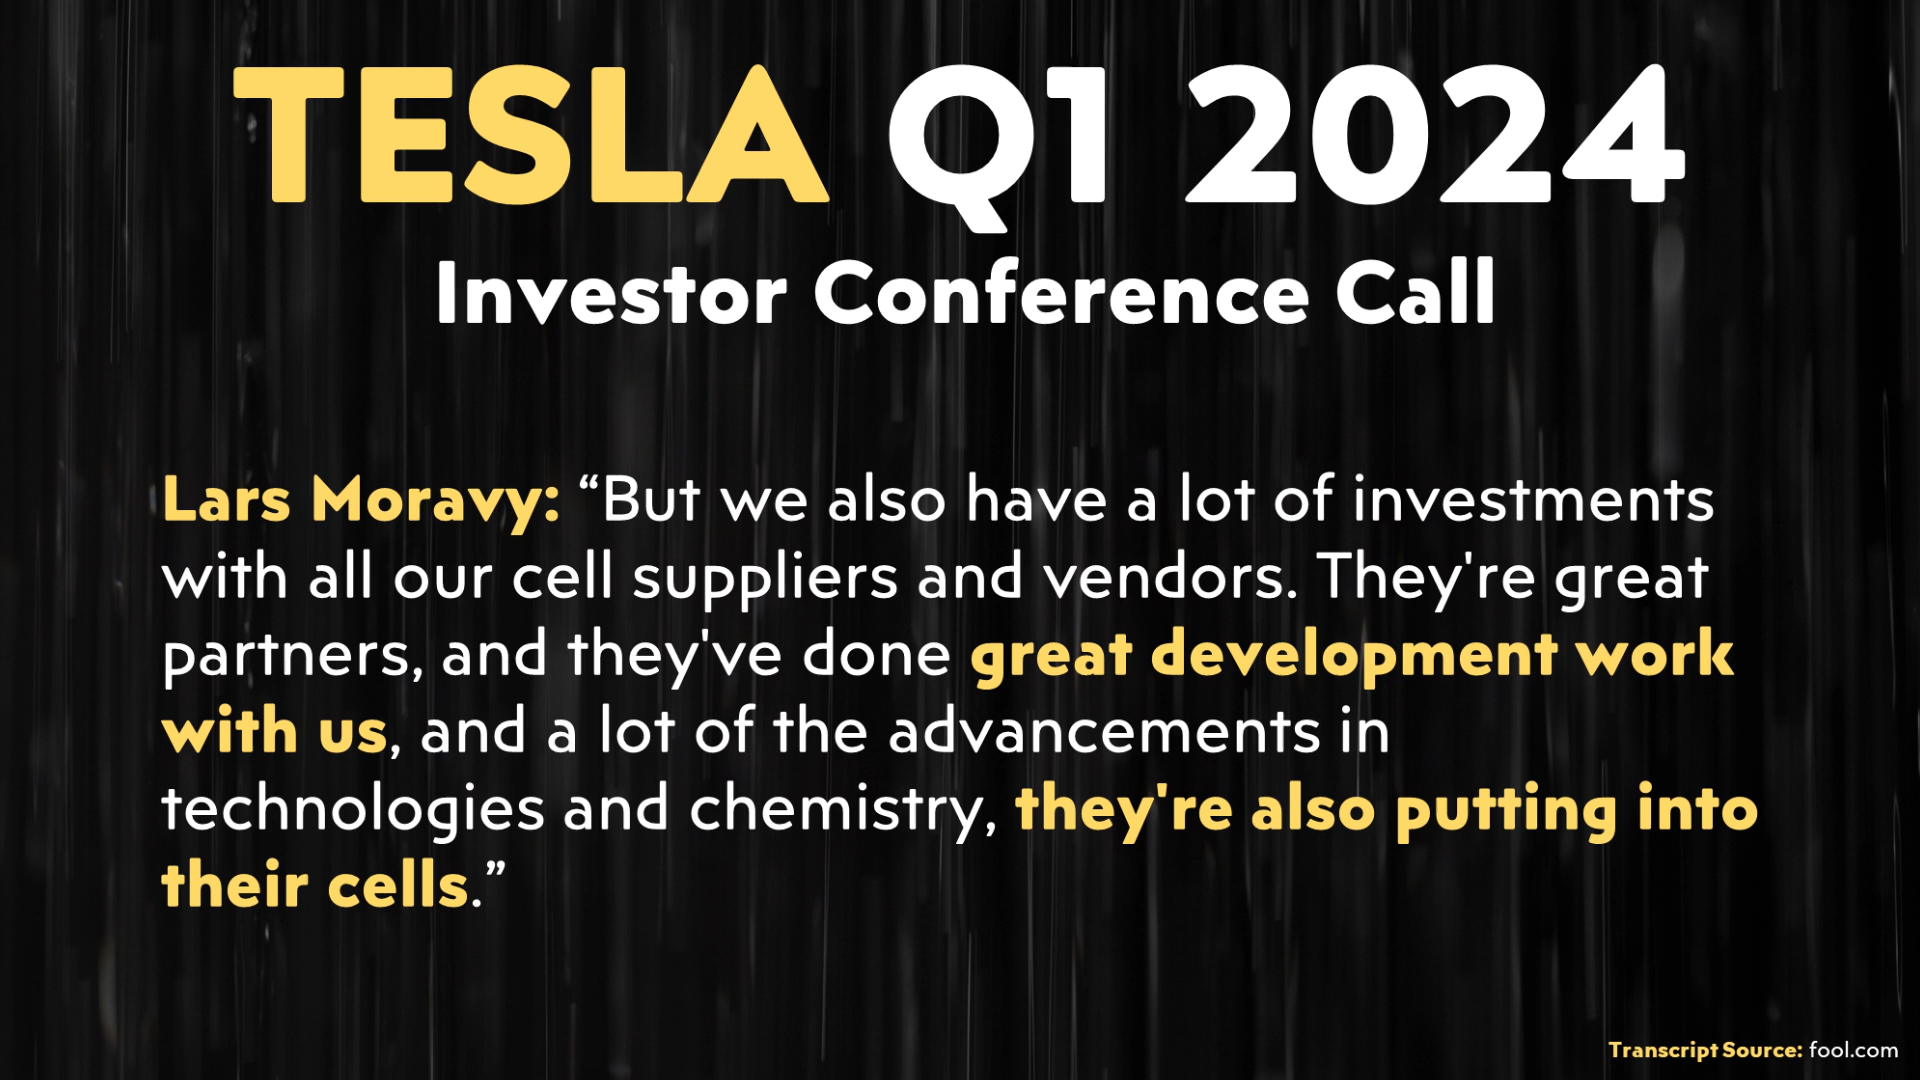 TESLA Q1 2024
Investor Conference Call
Lars Moravy: “But we also have a lot of investments
with all our cell suppliers and vendors. They're great
partners, and they've done great development work
with us, and a lot of the advancements in
technologies and chemistry, they're also putting into
their cells.”
Transcript Source: fool.com